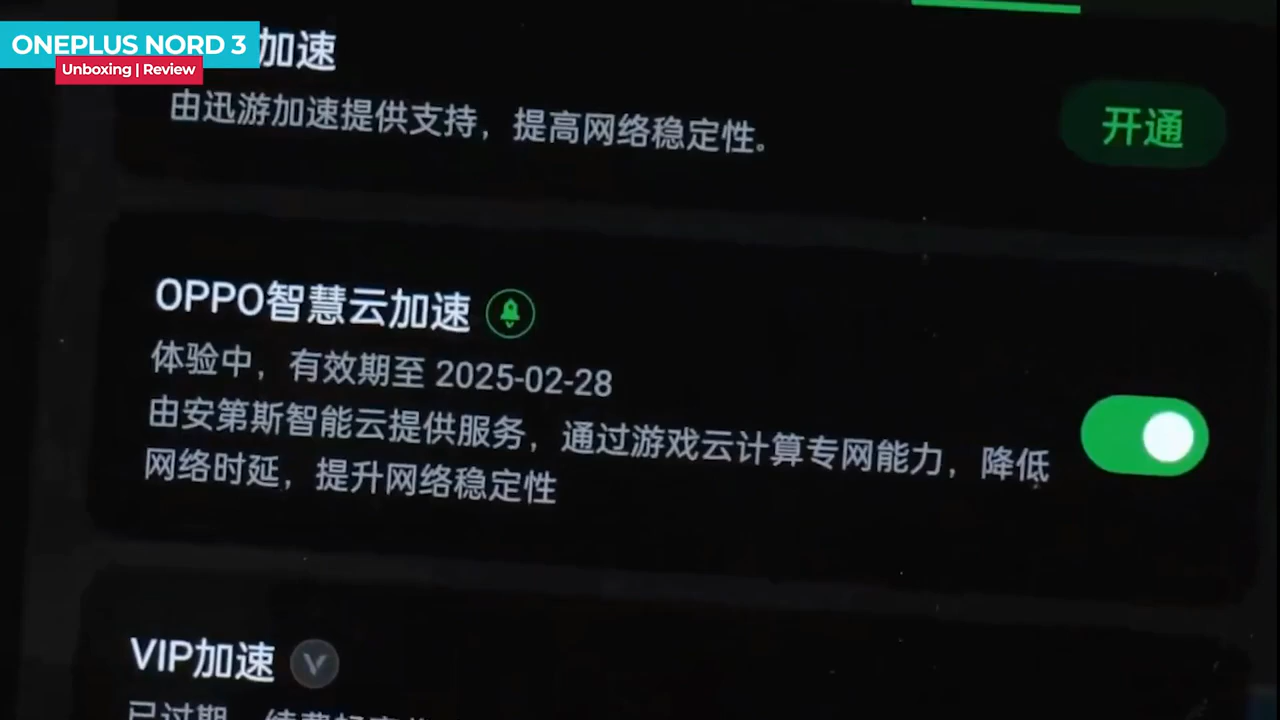 ONEPLUS NORD 3
Unboxing | Review
加速
由迅游加速提供支持，提高网络稳定性。
开通
OPPO智慧云加速
体验中，有效期至 2025-02-28
由安第斯智能云提供服务，通过游戏云计算专网能力，降低
网络时延，提升网络稳定性
VIP加速
已过期